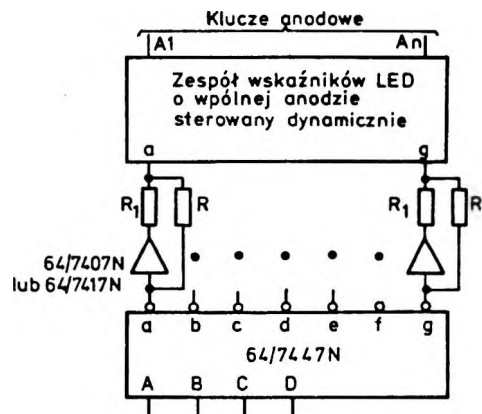 Klucze anodowe
A1 An
Zespół wskaźników LED
o wpólnej anodzie
sterowany dynamicznie
a g
R1 R R1 R
64/7407N
lub 64/7417N
a b c d e f g
64/7447N
A B C D